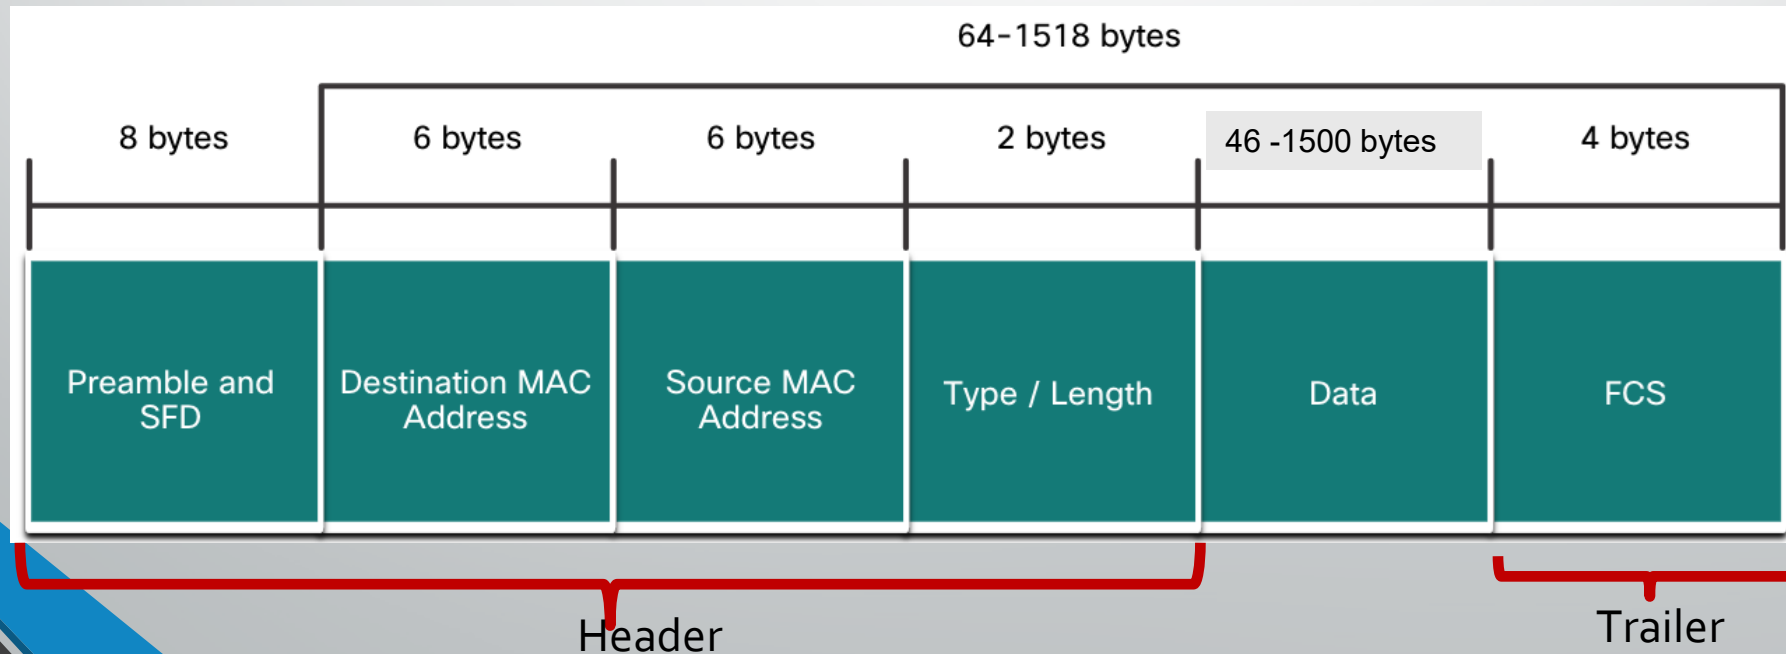 64-1518 bytes
8 bytes
6 bytes
6 bytes
2 bytes
46 -1500 bytes
4 bytes
Preamble and
SFD
Destination MAC
Address
Source MAC
Address
Type / Length
Data
FCS
Header
Trailer